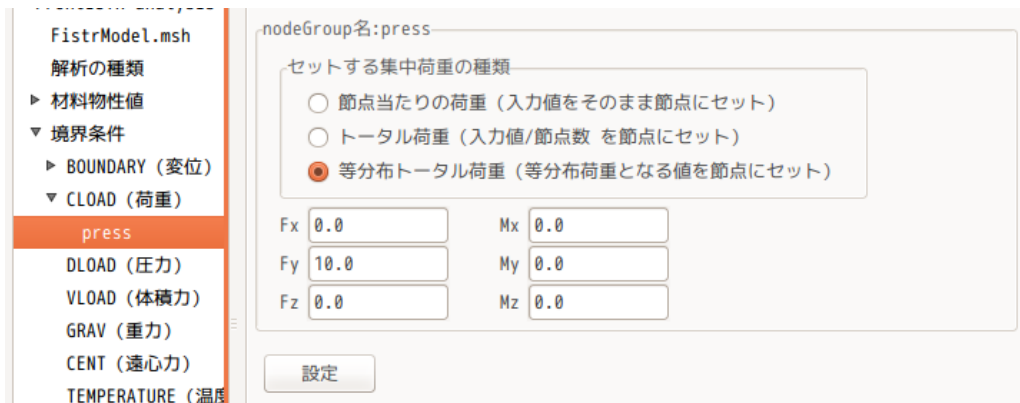 FistrModel.msh
解析の種類
材料物性値
境界条件
BOUNDARY (変位)
CLOAD (荷重)
press
DLOAD (圧力)
VLOAD (体積力)
GRAV (重力)
CENT (遠心力)
TEMPERATURE (温度
nodeGroup名:press
セットする集中荷重の種類
節点当たりの荷重 (入力値をそのまま節点にセット)
トータル荷重 (入力値/節点数 を節点にセット)
等分布トータル荷重 (等分布荷重となる値を節点にセット)
Fx 0.0 Mx 0.0
Fy 10.0 My 0.0
Fz 0.0 Mz 0.0
設定